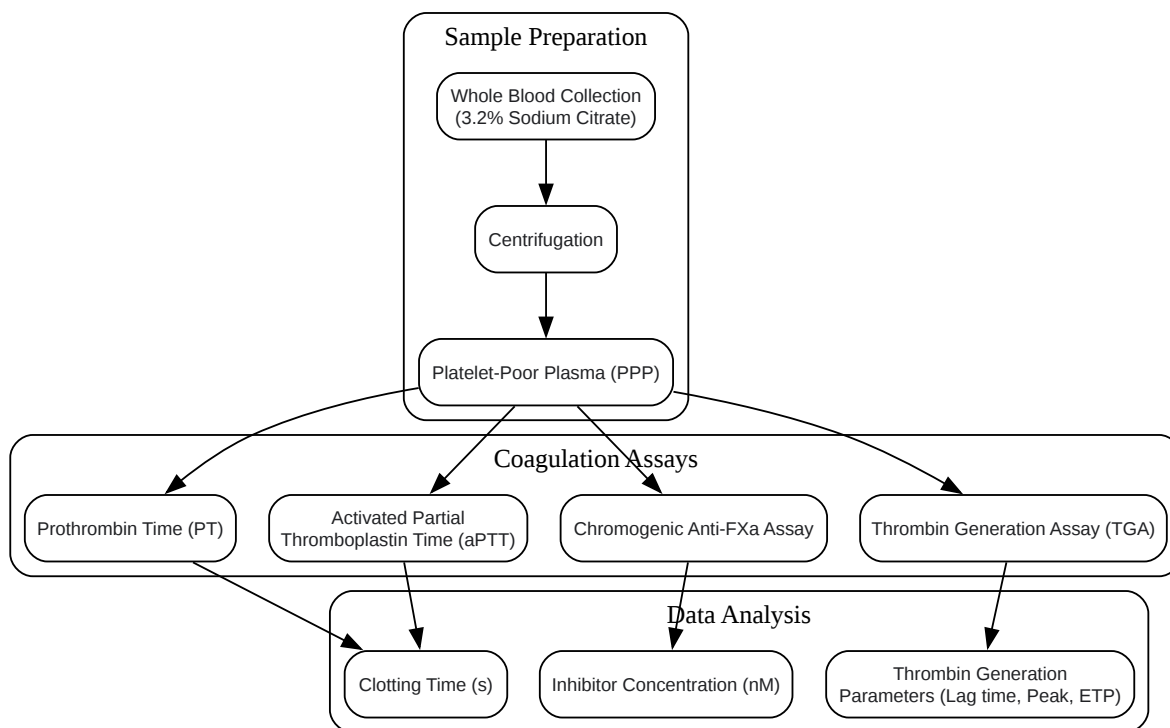 Sample Preparation
Whole Blood Collection
(3.2% Sodium Citrate)
Centrifugation
Platelet-Poor Plasma (PPP)
Coagulation Assays
Prothrombin Time (PT)
Activated Partial
Thromboplastin Time (aPTT)
Chromogenic Anti-FXa Assay
Thrombin Generation Assay (TGA)
Data Analysis
Clotting Time (s)
Inhibitor Concentration (nM)
Thrombin Generation
Parameters (Lag time, Peak, ETP)